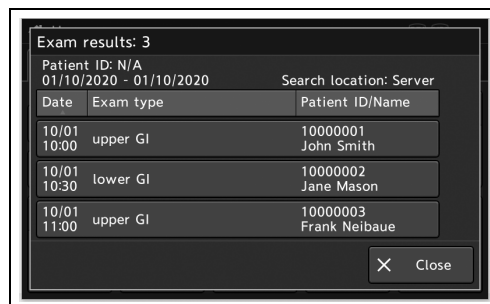 Exam results: 3
Patient ID: N/A
01/10/2020 - 01/10/2020 Search location: Server
Date Exam type Patient ID/Name
10/01 10:00 upper GI 10000001 John Smith
10/01 10:30 lower GI 10000002 Jane Mason
10/01 11:00 upper GI 10000003 Frank Neibaue
X Close